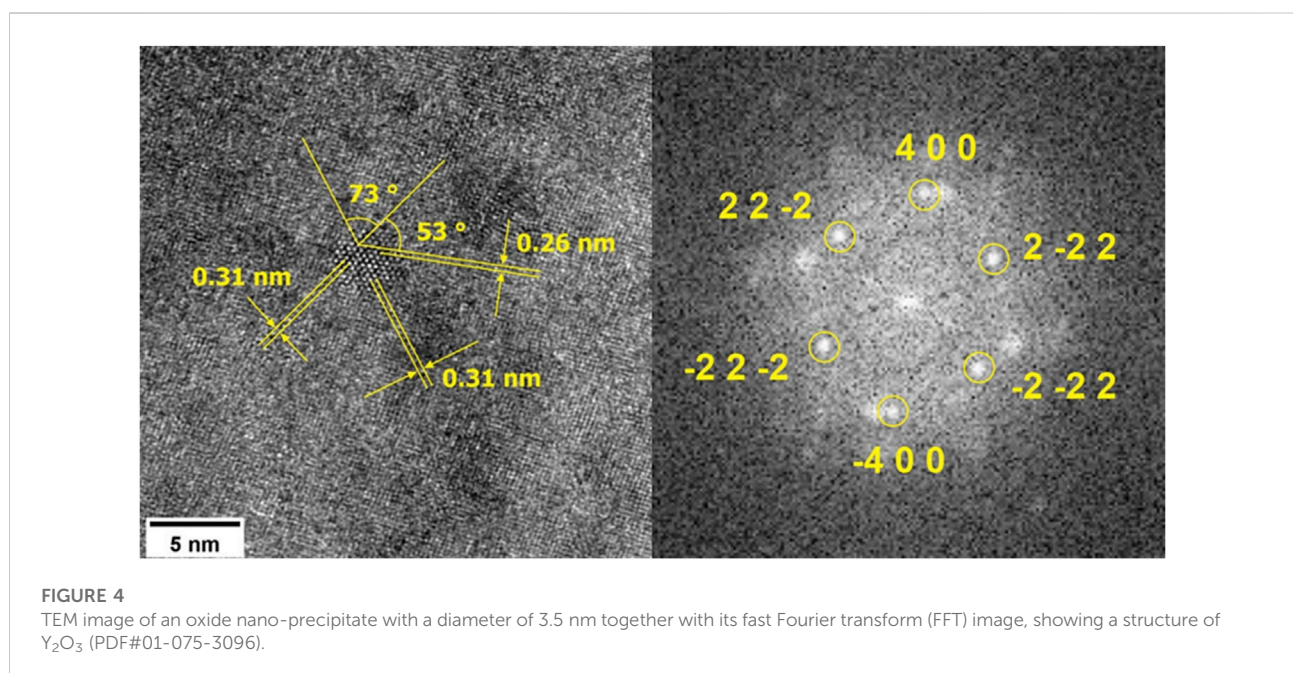 73 °
53 °
0.26 nm
0.31 nm
0.31 nm
5 nm
4 0 0
2 2 -2
2 -2 2
-2 2 -2
-2 -2 2
-4 0 0
FIGURE 4
TEM image of an oxide nano-precipitate with a diameter of 3.5 nm together with its fast Fourier transform (FFT) image, showing a structure of
Y₂O₃ (PDF#01-075-3096).